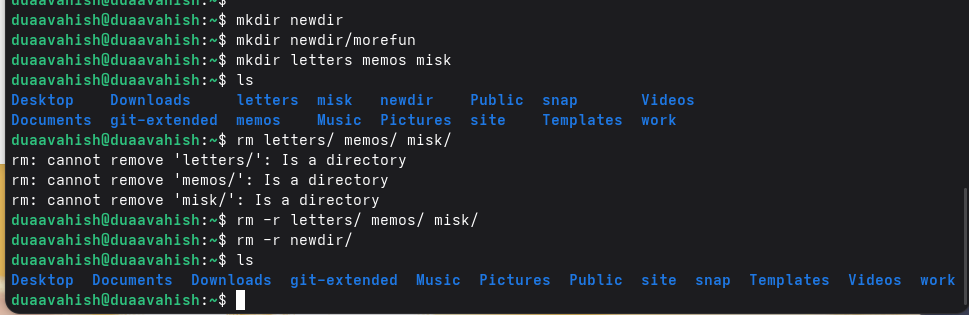 duaavahish@duaavahish:~$
duaavahish@duaavahish:~$ mkdir newdir
duaavahish@duaavahish:~$ mkdir newdir/morefun
duaavahish@duaavahish:~$ mkdir letters memos misk
duaavahish@duaavahish:~$ ls
Desktop    Downloads     letters  misk   newdir    Public  snap       Videos
Documents  git-extended  memos    Music  Pictures  site    Templates  work
duaavahish@duaavahish:~$ rm letters/ memos/ misk/
rm: cannot remove 'letters/': Is a directory
rm: cannot remove 'memos/': Is a directory
rm: cannot remove 'misk/': Is a directory
duaavahish@duaavahish:~$ rm -r letters/ memos/ misk/
duaavahish@duaavahish:~$ rm -r newdir/
duaavahish@duaavahish:~$ ls
Desktop  Documents  Downloads  git-extended  Music  Pictures  Public  site  snap  Templates  Videos  work
duaavahish@duaavahish:~$